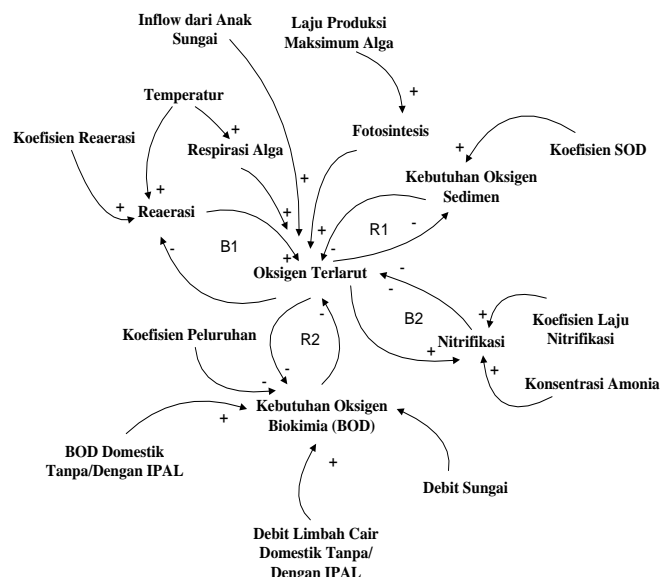 Inflow dari Anak
Sungai
Laju Produksi
Maksimum Alga
+
Temperatur
Fotosintesis
Koefisien Reaerasi
+
Respirasi Alga
+
Koefisien SOD
Kebutuhan Oksigen
Sedimen
+
+
+
Reaerasi
+
+
R1
-
-
B1
-
+
Oksigen Terlarut
-
-
-
B2
+
Koefisien Laju
Nitrifikasi
Koefisien Peluruhan
R2
+
Nitrifikasi
-
-
+
Konsentrasi Amonia
+
Kebutuhan Oksigen
Biokimia (BOD)
BOD Domestik
Tanpa/Dengan IPAL
+
Debit Sungai
Debit Limbah Cair
Domestik Tanpa/
Dengan IPAL